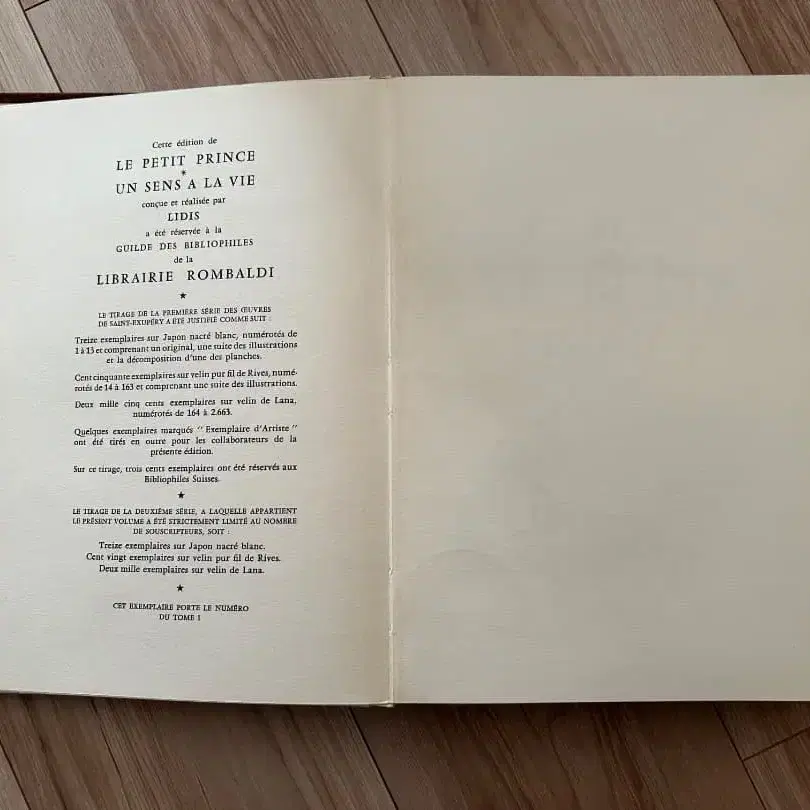 Cette édition de
LE PETIT PRINCE
★
UN SENS A LA VIE
conçue et réalisée par
LIDIS
a été réservée à la
GUILDE DES BIBLIOPHILES
de la
LIBRAIRIE ROMBALDI
★
LE TIRAGE DE LA PREMIÈRE SÉRIE DES ŒUVRES
DE SAINT-EXUPÉRY A ÉTÉ JUSTIFIÉ COMME SUIT :
Treize exemplaires sur Japon nacré blanc, numérotés de
1 à 13 et comprenant un original, une suite des illustrations
et la décomposition d'une des planches.
Cent cinquante exemplaires sur velin pur fil de Rives, numé-
rotés de 14 à 163 et comprenant une suite des illustrations.
Deux mille cinq cents exemplaires sur velin de Lana,
numérotés de 164 à 2.663.
Quelques exemplaires marqués “ Exemplaire d'Artiste ”
ont été tirés en outre pour les collaborateurs de la
présente édition.
Sur ce tirage, trois cents exemplaires ont été réservés aux
Bibliophiles Suisses.
★
LE TIRAGE DE LA DEUXIÈME SÉRIE, A LAQUELLE APPARTIENT
LE PRÉSENT VOLUME A ÉTÉ STRICTEMENT LIMITÉ AU NOMBRE
DE SOUSCRIPTEURS, SOIT :
Treize exemplaires sur Japon nacré blanc.
Cent vingt exemplaires sur velin pur fil de Rives.
Deux mille exemplaires sur velin de Lana.
★
CET EXEMPLAIRE PORTE LE NUMÉRO
DU TOME I